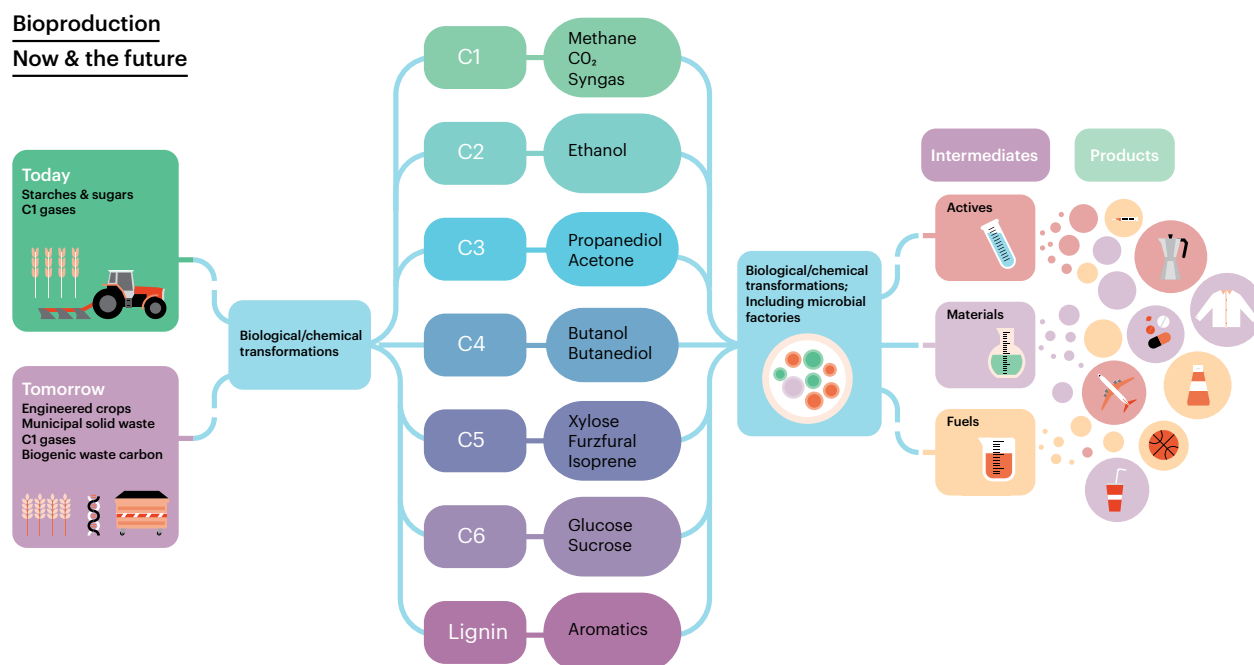 Bioproduction
Now & the future
Today
Starches & sugars
C1 gases
Tomorrow
Engineered crops
Municipal solid waste
C1 gases
Biogenic waste carbon
Biological/chemical
transformations
C1
Methane
CO₂
Syngas
C2
Ethanol
C3
Propanediol
Acetone
C4
Butanol
Butanediol
C5
Xylose
Furzfural
Isoprene
C6
Glucose
Sucrose
Lignin
Aromatics
Biological/chemical
transformations;
Including microbial
factories
Intermediates
Products
Actives
Materials
Fuels